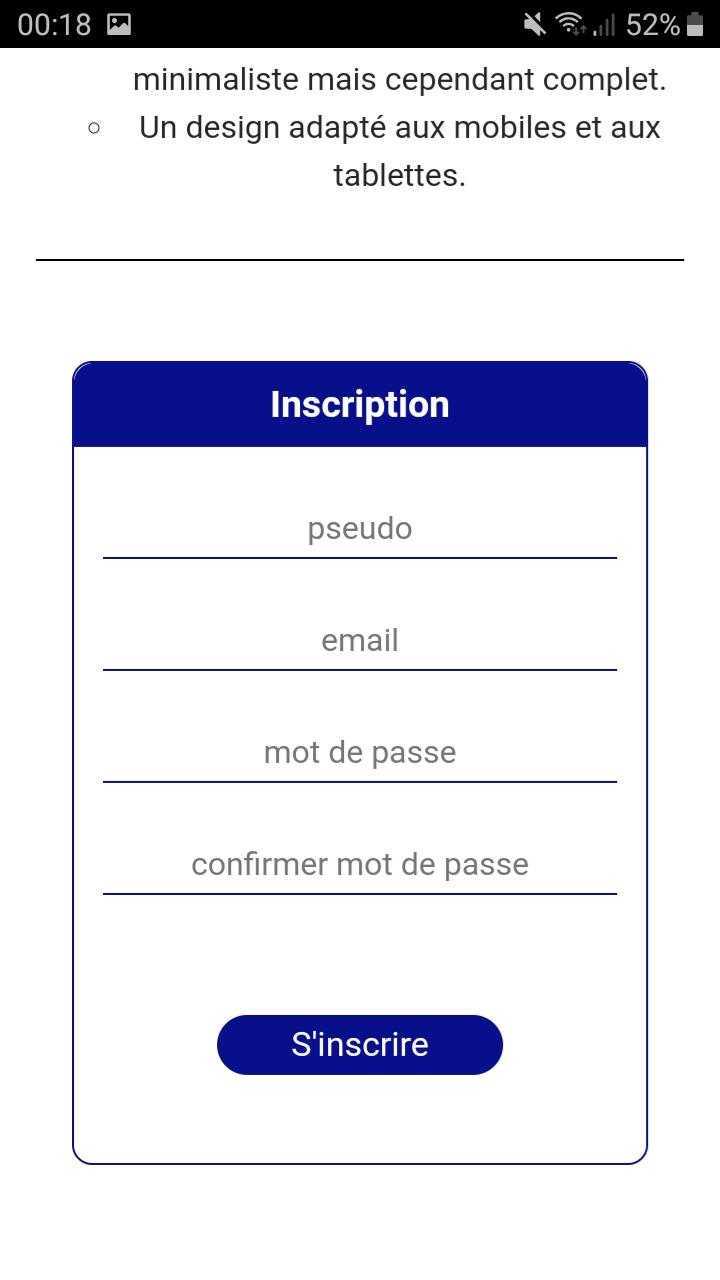 00:18
52%
minimaliste mais cependant complet.
Un design adapté aux mobiles et aux
tablettes.
Inscription
pseudo
email
mot de passe
confirmer mot de passe
S'inscrire